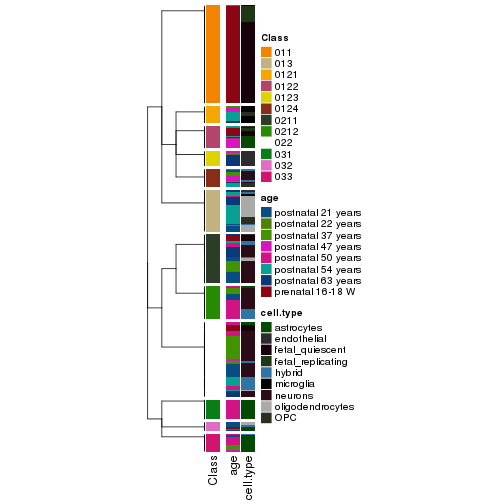 Class
011
013
0121
0122
0123
0124
0211
0212
022
031
032
033
age
postnatal 21 years
postnatal 22 years
postnatal 37 years
postnatal 47 years
postnatal 50 years
postnatal 54 years
postnatal 63 years
prenatal 16-18 W
cell.type
astrocytes
endothelial
fetal_quiescent
fetal_replicating
hybrid
microglia
neurons
oligodendrocytes
OPC
Class
age
cell.type